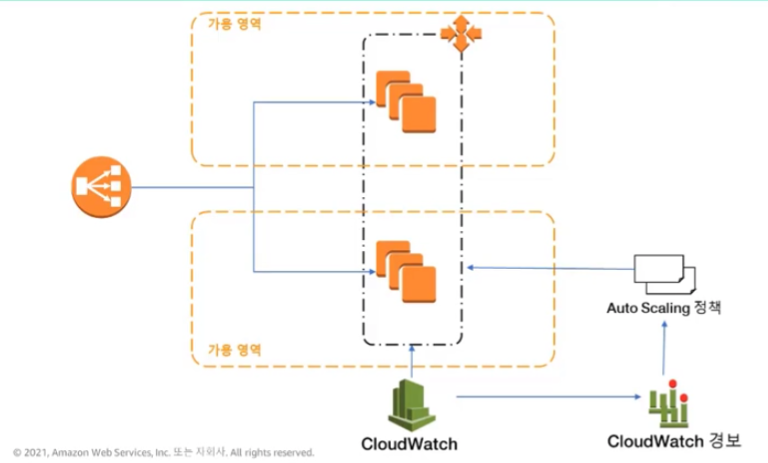 가용 영역
Auto Scaling 정책
가용 영역
CloudWatch
CloudWatch 경보
© 2021, Amazon Web Services, Inc. 또는 자회사. All rights reserved.